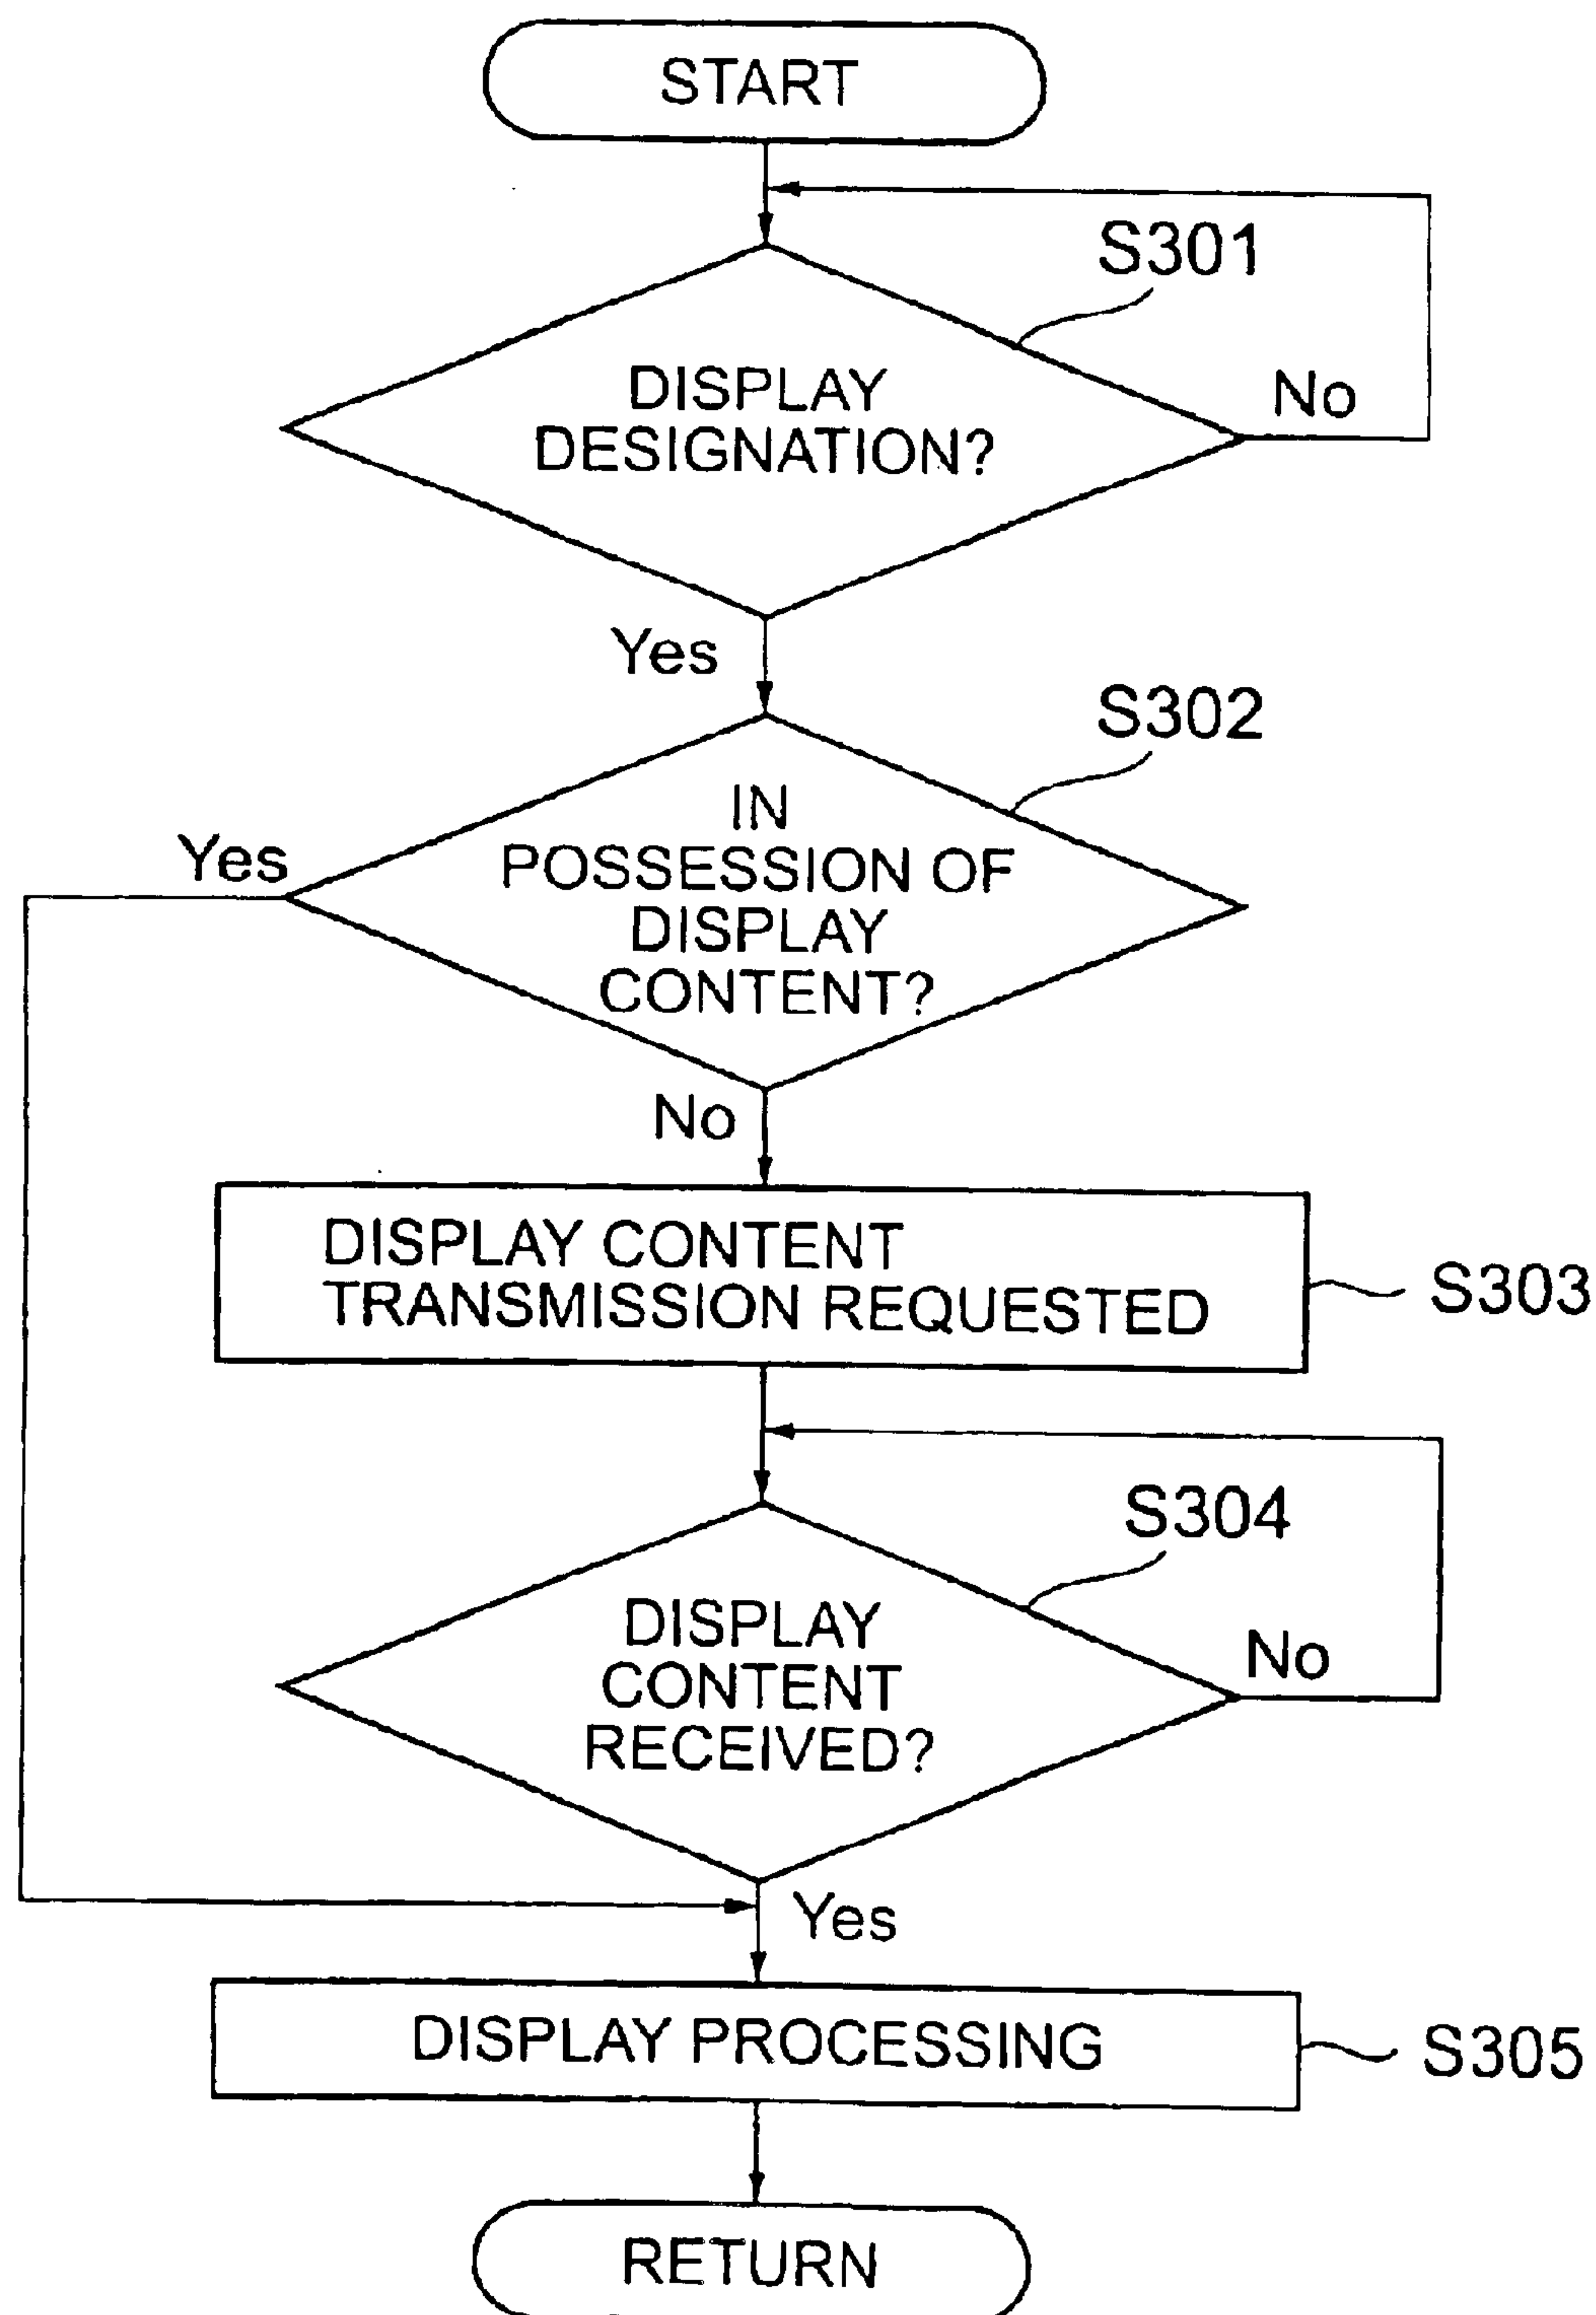 START
S301
DISPLAY
DESIGNATION?
No
Yes
S302
IN
POSSESSION OF
DISPLAY
CONTENT?
Yes
No
DISPLAY CONTENT
TRANSMISSION REQUESTED
S303
S304
DISPLAY
CONTENT
RECEIVED?
No
Yes
DISPLAY PROCESSING
S305
RETURN